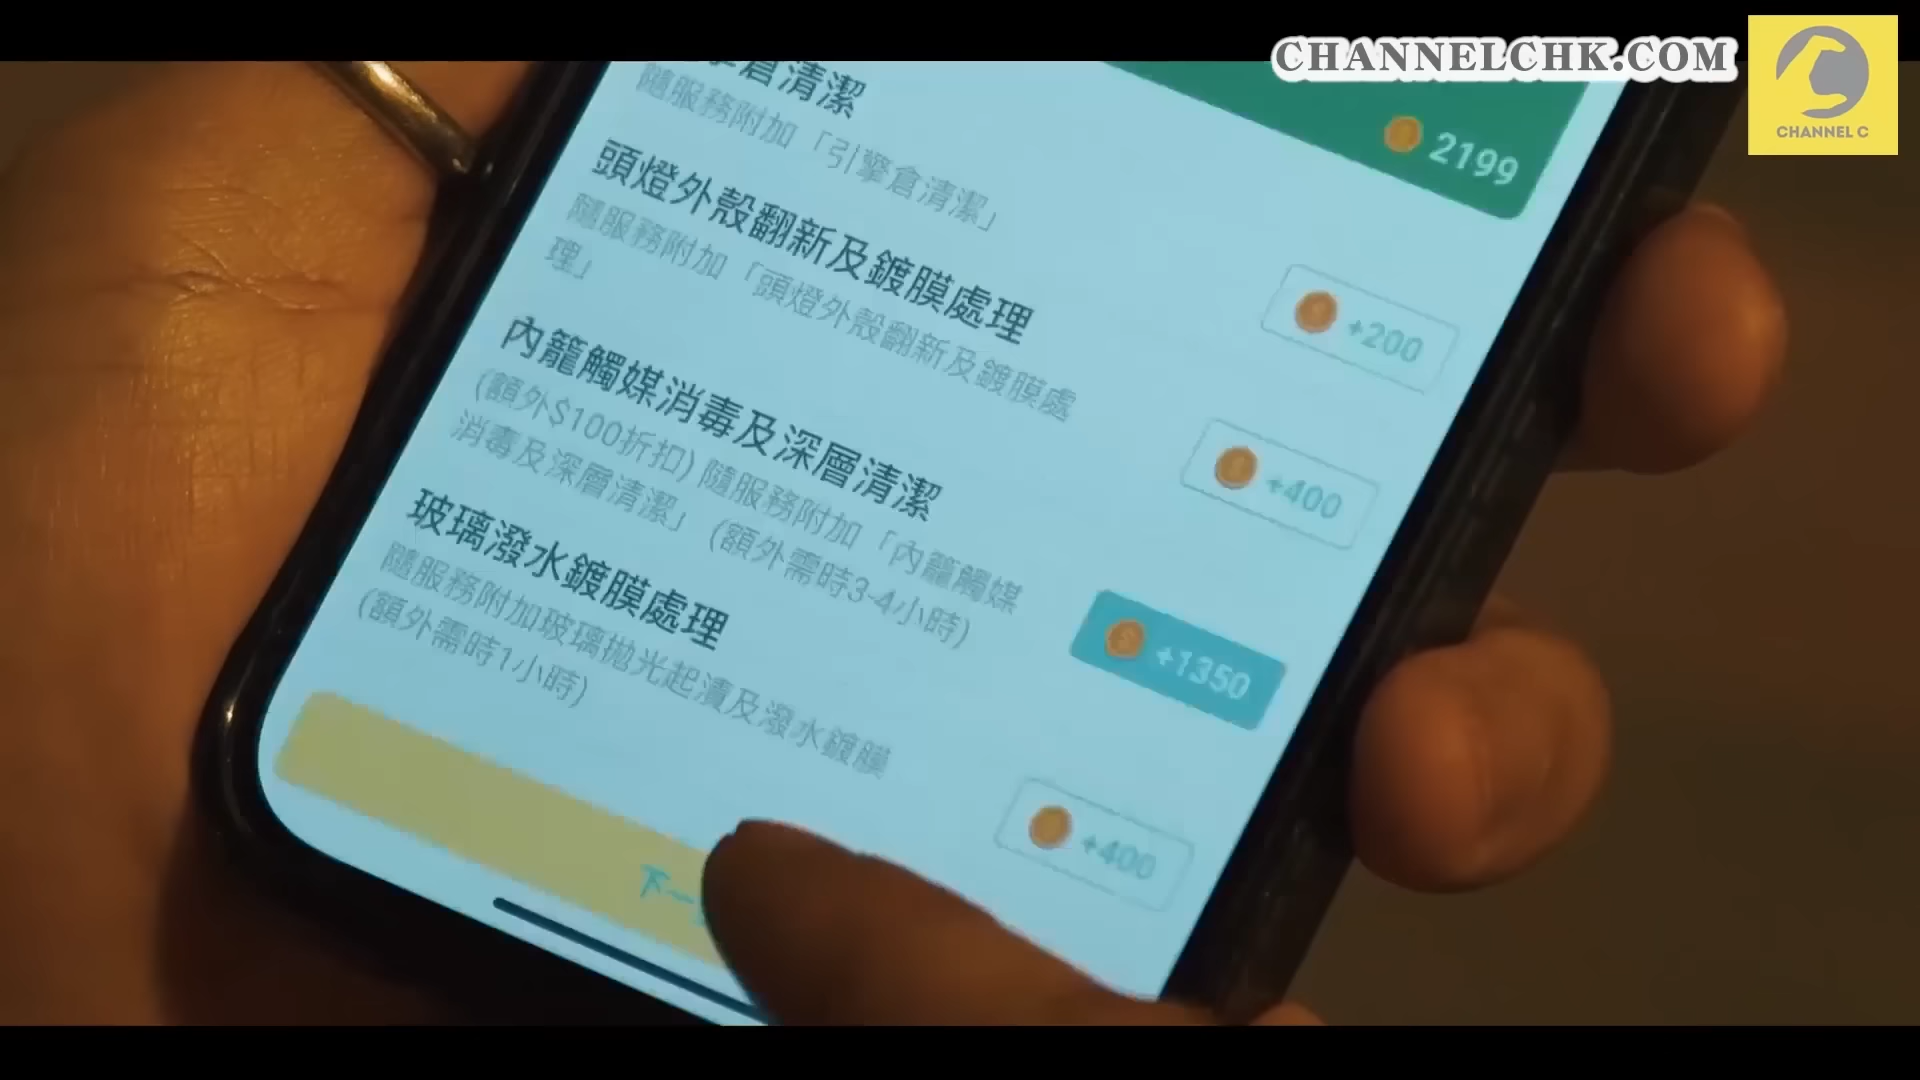 CHANNELCHK.COM
CHANNEL C
2199
擎倉清潔
隨服務附加「引擎倉清潔」
+200
頭燈外殼翻新及鍍膜處理
隨服務附加「頭燈外殼翻新及鍍膜處
理」
+400
內籠觸媒消毒及深層清潔
(額外$100折扣) 隨服務附加「內籠觸媒
消毒及深層清潔」 (額外需時3-4小時)
+1350
玻璃潑水鍍膜處理
隨服務附加玻璃拋光起漬及潑水鍍膜
(額外需時1小時)
+400
下一